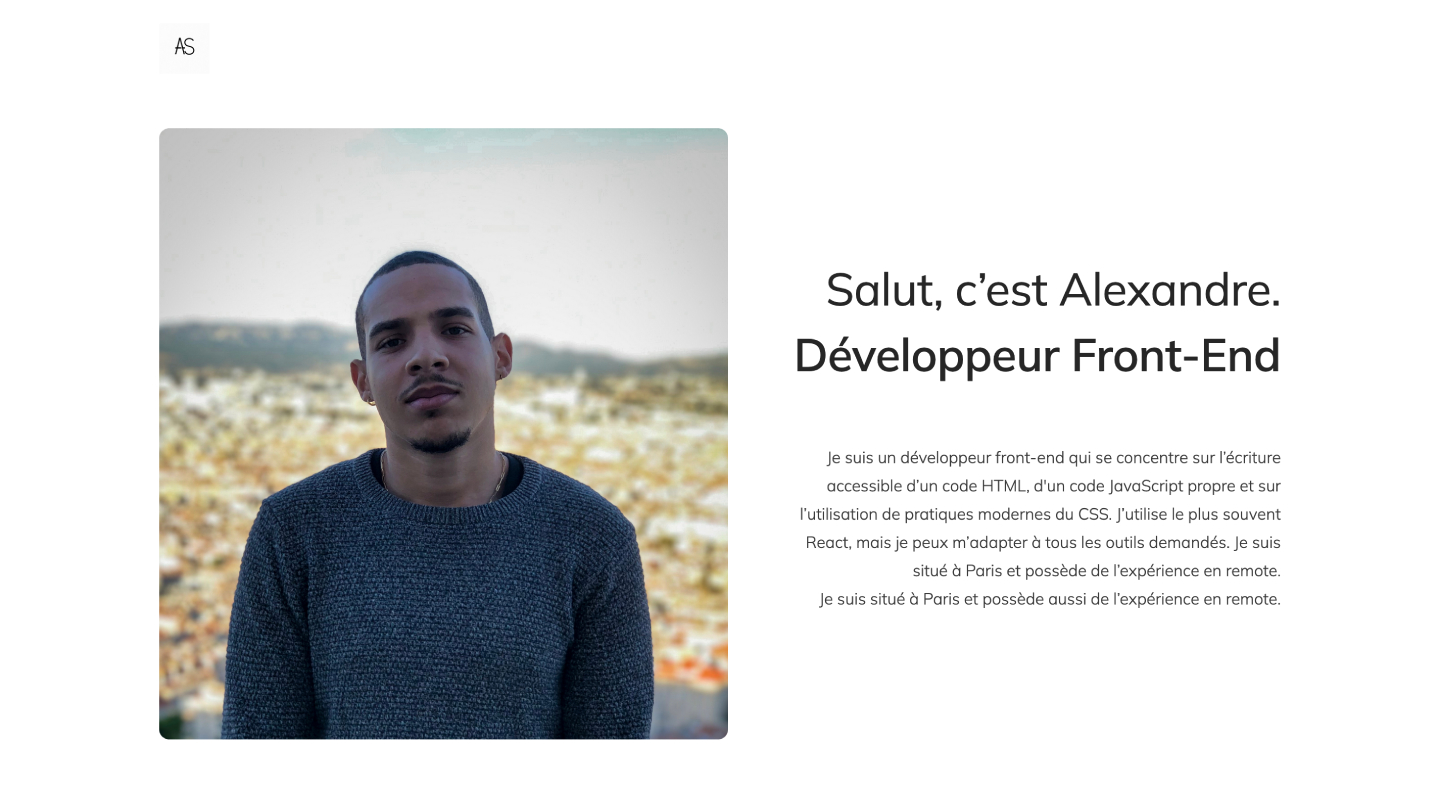 AS
Salut, c’est Alexandre.
Développeur Front-End
Je suis un développeur front-end qui se concentre sur l’écriture
accessible d’un code HTML, d'un code JavaScript propre et sur
l’utilisation de pratiques modernes du CSS. J’utilise le plus souvent
React, mais je peux m’adapter à tous les outils demandés. Je suis
situé à Paris et possède de l’expérience en remote.
Je suis situé à Paris et possède aussi de l’expérience en remote.